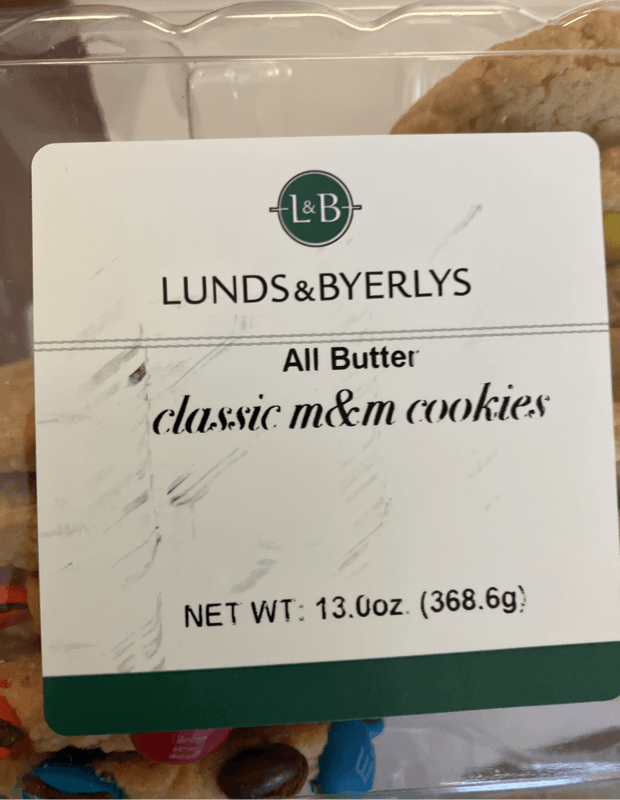 L&B
LUNDS&BYERLYS
All Butter
classic m&m cookies
NET WT: 13.0oz. (368.6g)